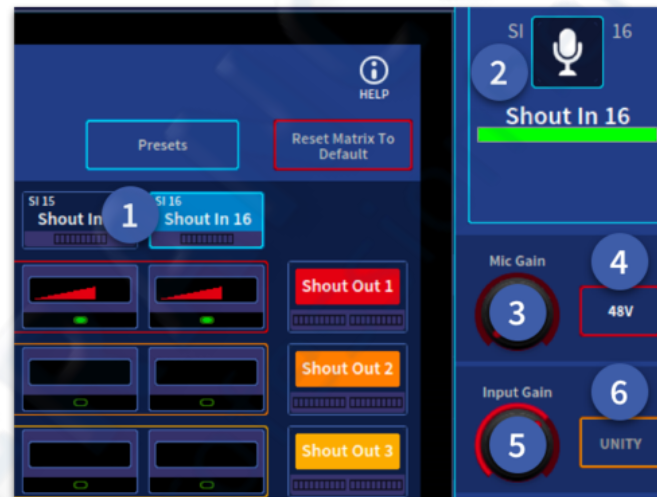 HELP
Presets
Reset Matrix To
Default
SI 15
Shout In
1
SI 16
Shout In 16
Shout Out 1
Shout Out 2
Shout Out 3
SI
16
2
Shout In 16
Mic Gain
3
4
48V
Input Gain
5
6
UNITY